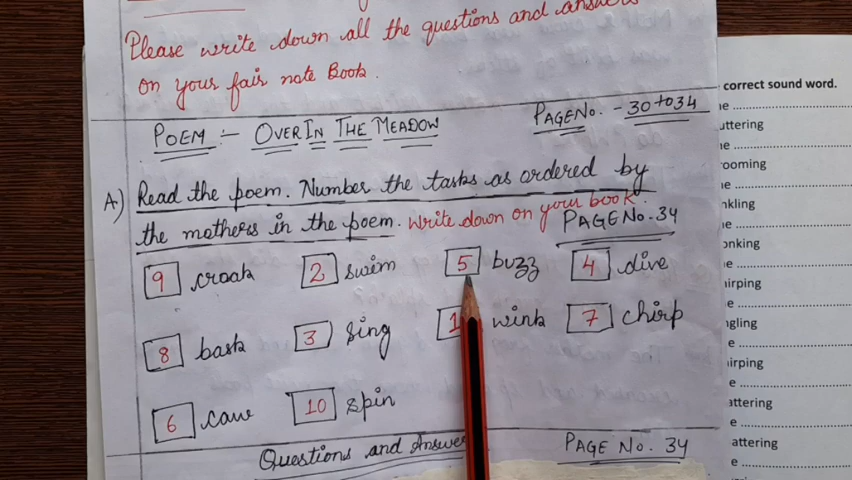 Please write down all the questions and answers
on your fair note Book.
POEM :- OVER IN THE MEADOW
PAGE No. - 30 to 34
A) Read the poem. Number the tasks as ordered by
the mothers in the poem. Write down on your book.
PAGE No. 34
9 croak 2 swim 5 buzz 4 dive
8 bask 3 sing 1 wink 7 chirp
6 caw 10 spin
Questions and Answer
PAGE No. 34
correct sound word.
uttering
ooming
nkling
onking
irping
gling
irping
attering
attering